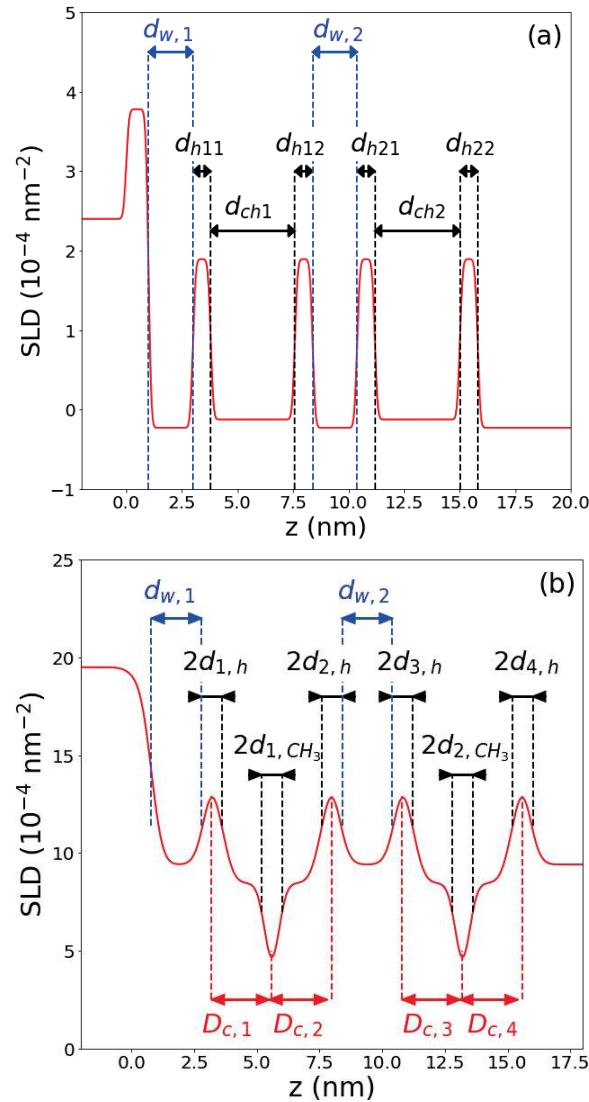 (a)
d_{w,1} d_{w,2}
d_{h11} d_{h12} d_{h21} d_{h22}
d_{ch1} d_{ch2}
SLD (10^{-4} nm^{-2})
5
4
3
2
1
0
−1
0.0 2.5 5.0 7.5 10.0 12.5 15.0 17.5 20.0
z (nm)
(b)
d_{w,1} d_{w,2}
2d_{1,h} 2d_{2,h} 2d_{3,h} 2d_{4,h}
2d_{1,CH_3} 2d_{2,CH_3}
D_{c,1} D_{c,2} D_{c,3} D_{c,4}
SLD (10^{-4} nm^{-2})
25
20
15
10
5
0
0.0 2.5 5.0 7.5 10.0 12.5 15.0 17.5
z (nm)